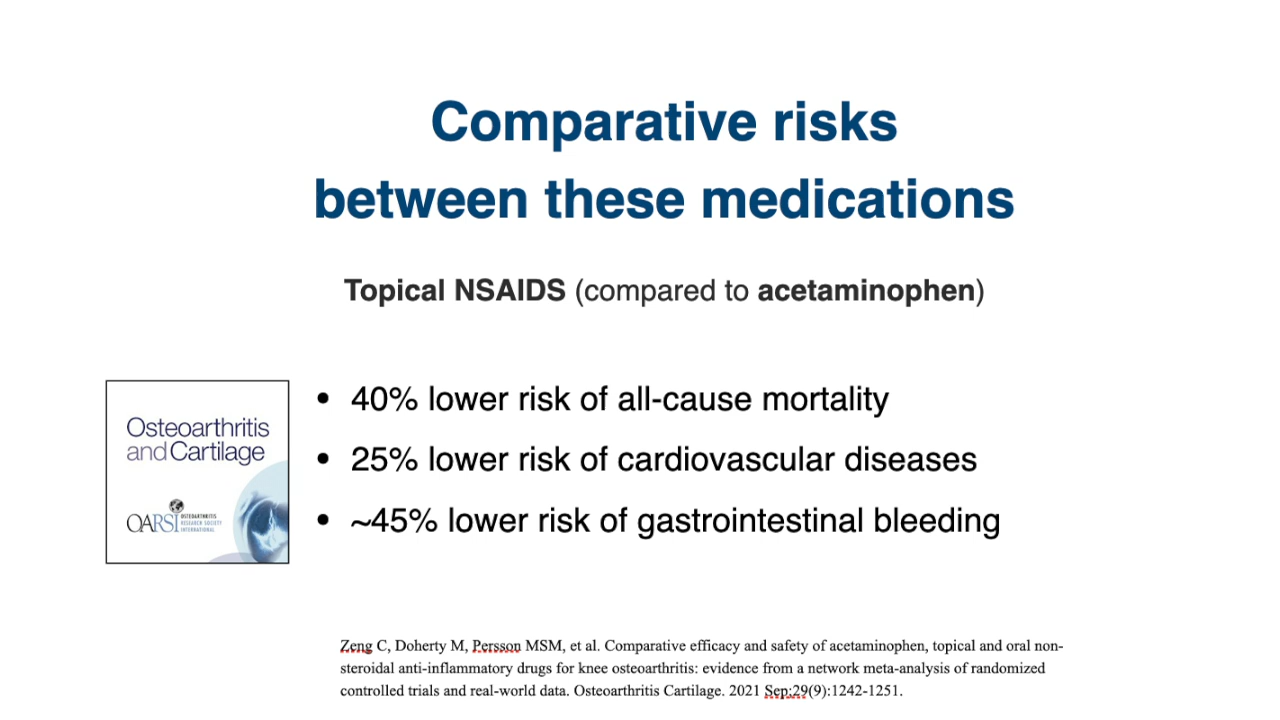 Comparative risks
between these medications
Topical NSAIDS (compared to acetaminophen)
Osteoarthritis
and Cartilage
OARSI
OSTEOARTHRITIS
RESEARCH SOCIETY
INTERNATIONAL
• 40% lower risk of all-cause mortality
• 25% lower risk of cardiovascular diseases
• ~45% lower risk of gastrointestinal bleeding
Zeng C, Doherty M, Persson MSM, et al. Comparative efficacy and safety of acetaminophen, topical and oral non-
steroidal anti-inflammatory drugs for knee osteoarthritis: evidence from a network meta-analysis of randomized
controlled trials and real-world data. Osteoarthritis Cartilage. 2021 Sep;29(9):1242-1251.